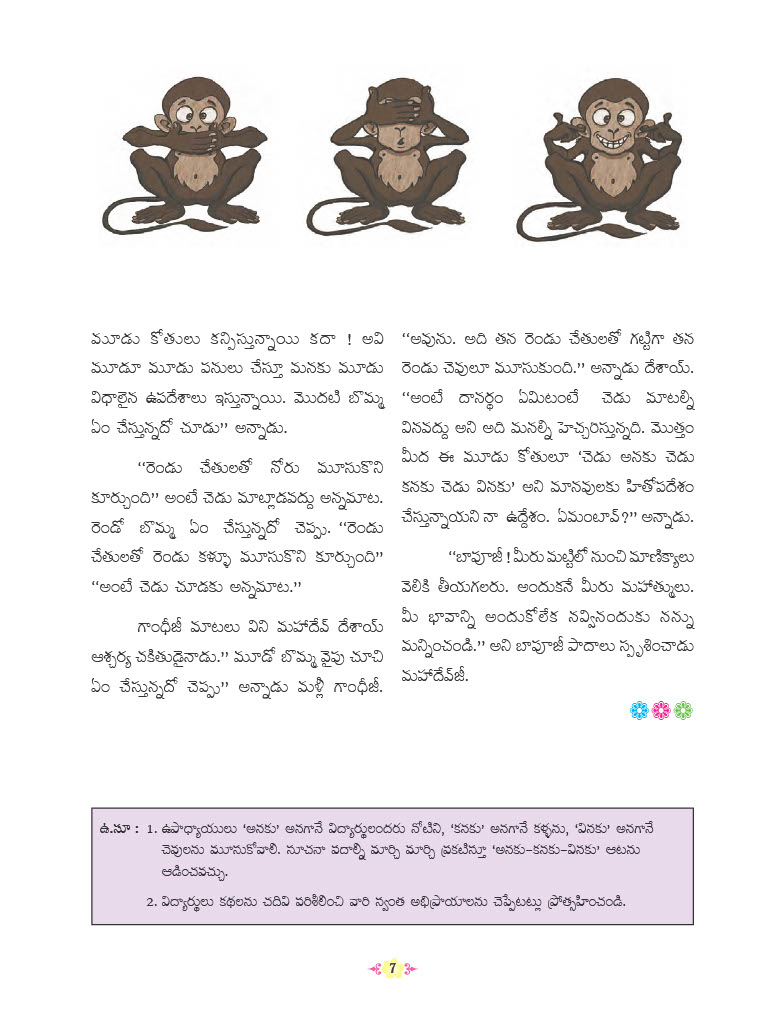 మూడు కోతులు కన్పిస్తున్నాయి కదా ! అవి
మూడూ మూడు పనులు చేస్తూ మనకు మూడు
విధాలైన ఉపదేశాలు ఇస్తున్నాయి. మొదటి బొమ్మ
ఏం చేస్తున్నదో చూడు” అన్నాడు.
“రెండు చేతులతో నోరు మూసుకొని
కూర్చుంది” అంటే చెడు మాట్లాడవద్దు అన్నమాట.
రెండో బొమ్మ ఏం చేస్తున్నదో చెప్పు. “రెండు
చేతులతో రెండు కళ్ళూ మూసుకొని కూర్చుంది”
“అంటే చెడు చూడకు అన్నమాట.”
గాంధీజీ మాటలు విని మహాదేవ్ దేశాయ్
ఆశ్చర్య చకితుడైనాడు.” మూడో బొమ్మ వైపు చూచి
ఏం చేస్తున్నదో చెప్పు” అన్నాడు మళ్లీ గాంధీజీ.
“అవును. అది తన రెండు చేతులతో గట్టిగా తన
రెండు చెవులూ మూసుకుంది.” అన్నాడు దేశాయ్.
“అంటే దానర్థం ఏమిటంటే చెడు మాటల్ని
వినవద్దు అని అది మనల్ని హెచ్చరిస్తున్నది. మొత్తం
మీద ఈ మూడు కోతులూ ‘చెడు అనకు చెడు
కనకు చెడు వినకు’ అని మానవులకు హితోపదేశం
చేస్తున్నాయని నా ఉద్దేశం. ఏమంటావ్?” అన్నాడు.
“బాపూజీ ! మీరు మట్టిలో నుంచి మాణిక్యాలు
వెలికి తీయగలరు. అందుకనే మీరు మహాత్ములు.
మీ భావాన్ని అందుకోలేక నవ్వినందుకు నన్ను
మన్నించండి.” అని బాపూజీ పాదాలు స్పృశించాడు
మహాదేవ్‌జీ.
ఉ.సూ : 1. ఉపాధ్యాయులు ‘అనకు’ అనగానే విద్యార్థులందరు నోటిని, ‘కనకు’ అనగానే కళ్ళను, ‘వినకు’ అనగానే
చెవులను మూసుకోవాలి. సూచనా పదాల్ని మార్చి మార్చి ప్రకటిస్తూ ‘అనకు–కనకు–వినకు’ ఆటను
ఆడించవచ్చు.
2. విద్యార్థులు కథలను చదివి పరిశీలించి వారి స్వంత అభిప్రాయాలను చెప్పేటట్లు ప్రోత్సహించండి.
7